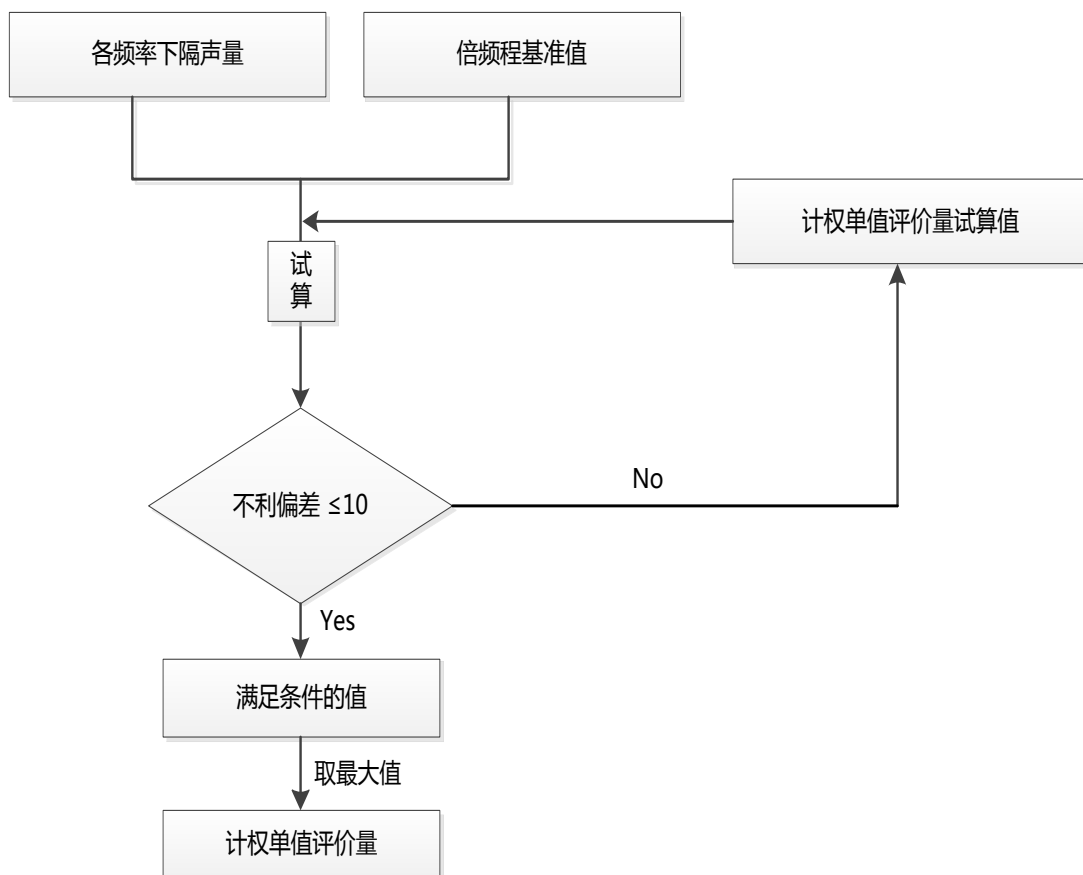 各频率下隔声量
倍频程基准值
计权单值评价量试算值
试
算
不利偏差 ≤10
No
Yes
满足条件的值
取最大值
计权单值评价量